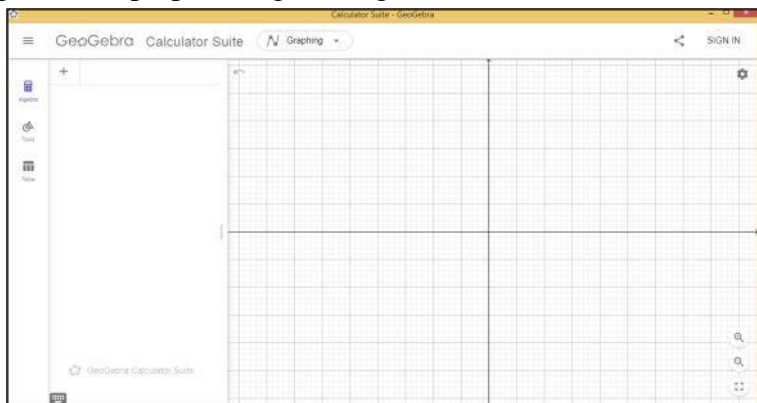 Calculator Suite - GeoGebra
GeoGebra Calculator Suite
Graphing
SIGN IN
Algebra
Tools
Table
GeoGebra Calculator Suite